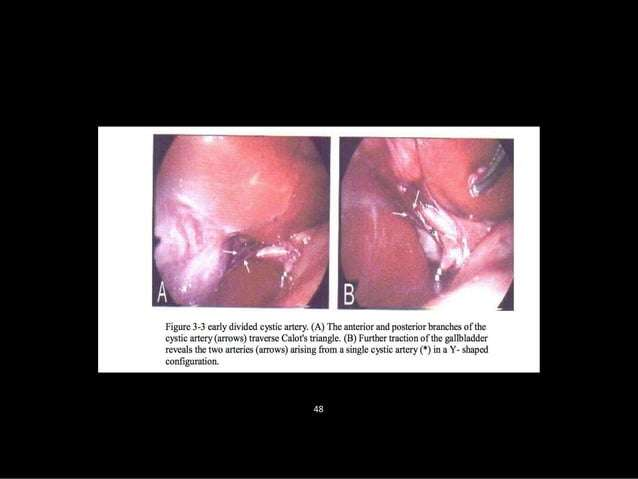 A
B
Figure 3-3 early divided cystic artery. (A) The anterior and posterior branches of the
cystic artery (arrows) traverse Calot's triangle. (B) Further traction of the gallbladder
reveals the two arteries (arrows) arising from a single cystic artery (*) in a Y- shaped
configuration.
48